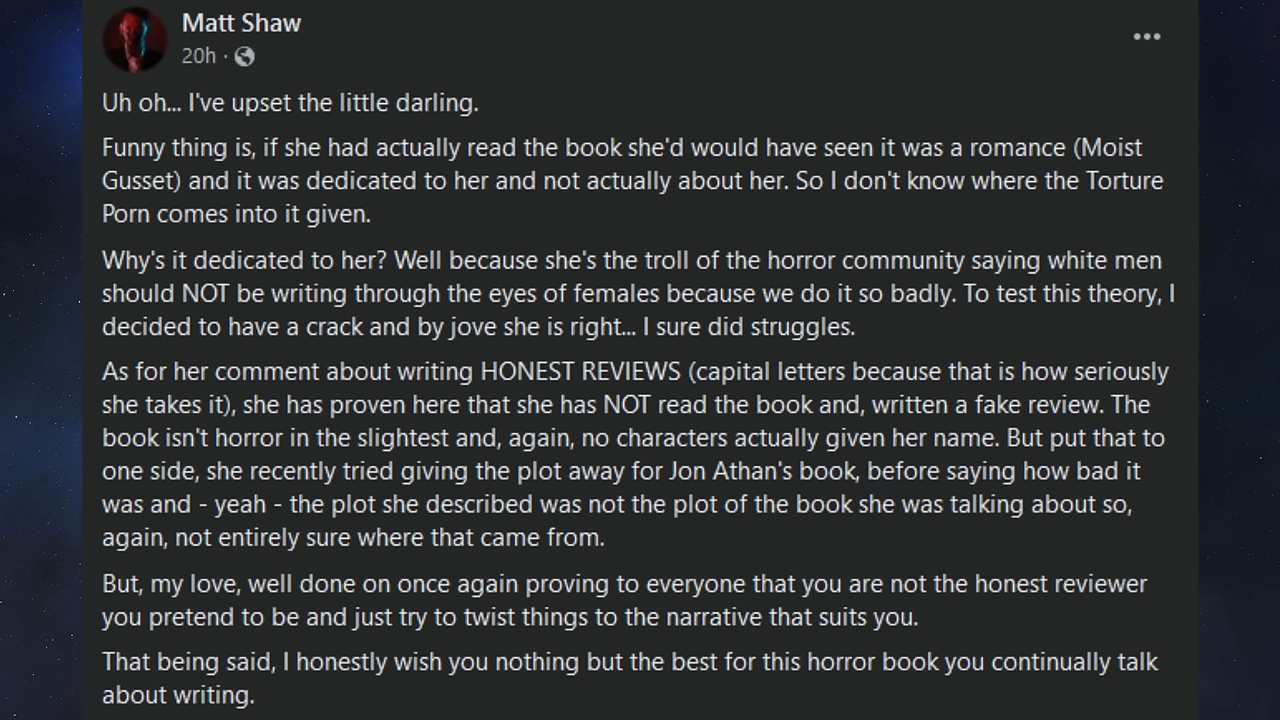 Matt Shaw
20h ·
Uh oh... I've upset the little darling.
Funny thing is, if she had actually read the book she'd would have seen it was a romance (Moist
Gusset) and it was dedicated to her and not actually about her. So I don't know where the Torture
Porn comes into it given.
Why's it dedicated to her? Well because she's the troll of the horror community saying white men
should NOT be writing through the eyes of females because we do it so badly. To test this theory, I
decided to have a crack and by jove she is right... I sure did struggles.
As for her comment about writing HONEST REVIEWS (capital letters because that is how seriously
she takes it), she has proven here that she has NOT read the book and, written a fake review. The
book isn't horror in the slightest and, again, no characters actually given her name. But put that to
one side, she recently tried giving the plot away for Jon Athan's book, before saying how bad it
was and - yeah - the plot she described was not the plot of the book she was talking about so,
again, not entirely sure where that came from.
But, my love, well done on once again proving to everyone that you are not the honest reviewer
you pretend to be and just try to twist things to the narrative that suits you.
That being said, I honestly wish you nothing but the best for this horror book you continually talk
about writing.